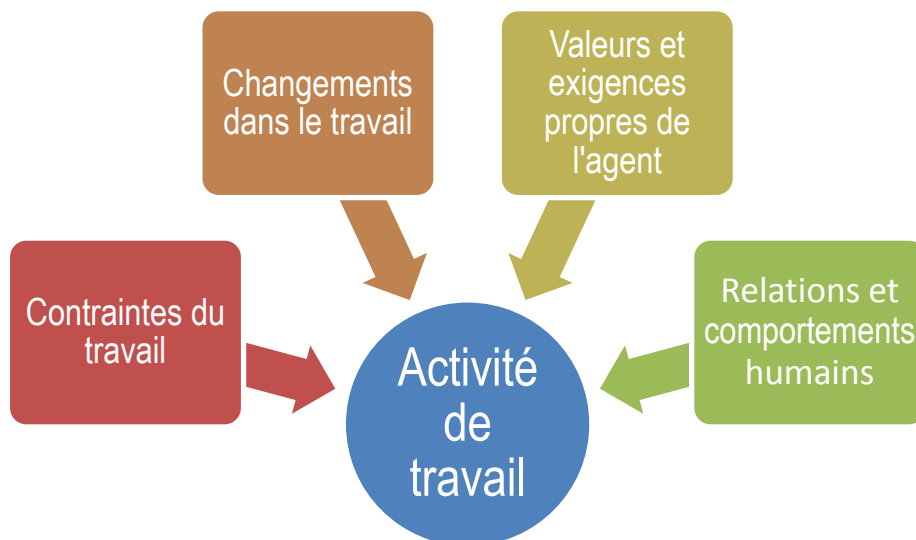 Contraintes du
travail
Changements
dans le travail
Valeurs et
exigences
propres de
l'agent
Relations et
comportements
humains
Activité
de
travail